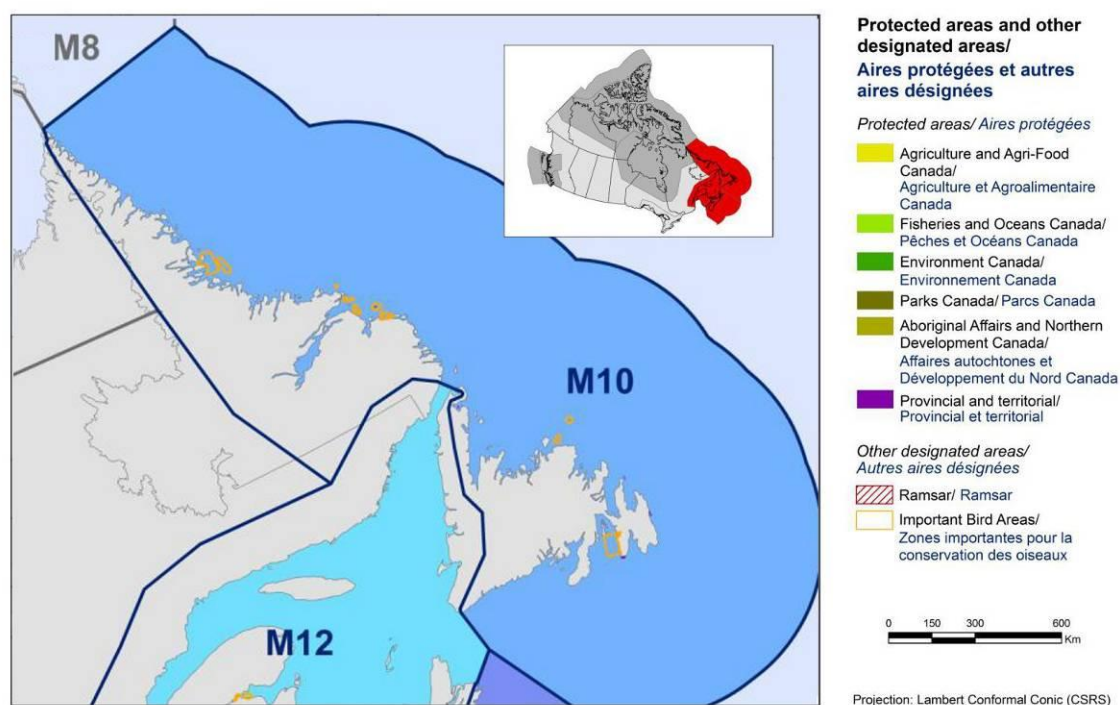 M8
M10
M12
Protected areas and other
designated areas/
Aires protégées et autres
aires désignées
Protected areas/ Aires protégées
Agriculture and Agri-Food
Canada/
Agriculture et Agroalimentaire
Canada
Fisheries and Oceans Canada/
Pêches et Océans Canada
Environment Canada/
Environnement Canada
Parks Canada/ Parcs Canada
Aboriginal Affairs and Northern
Development Canada/
Affaires autochtones et
Développement du Nord Canada
Provincial and territorial/
Provincial et territorial
Other designated areas/
Autres aires désignées
Ramsar/ Ramsar
Important Bird Areas/
Zones importantes pour la
conservation des oiseaux
0 150 300 600
Km
Projection: Lambert Conformal Conic (CSRS)